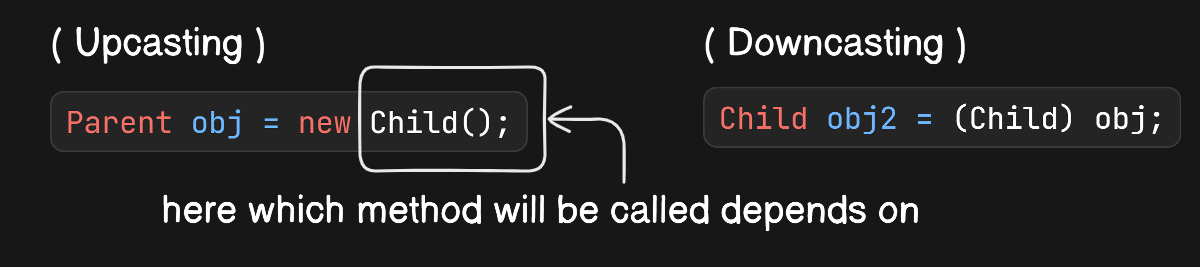 ( Upcasting )
Parent obj = new Child();
( Downcasting )
Child obj2 = (Child) obj;
here which method will be called depends on